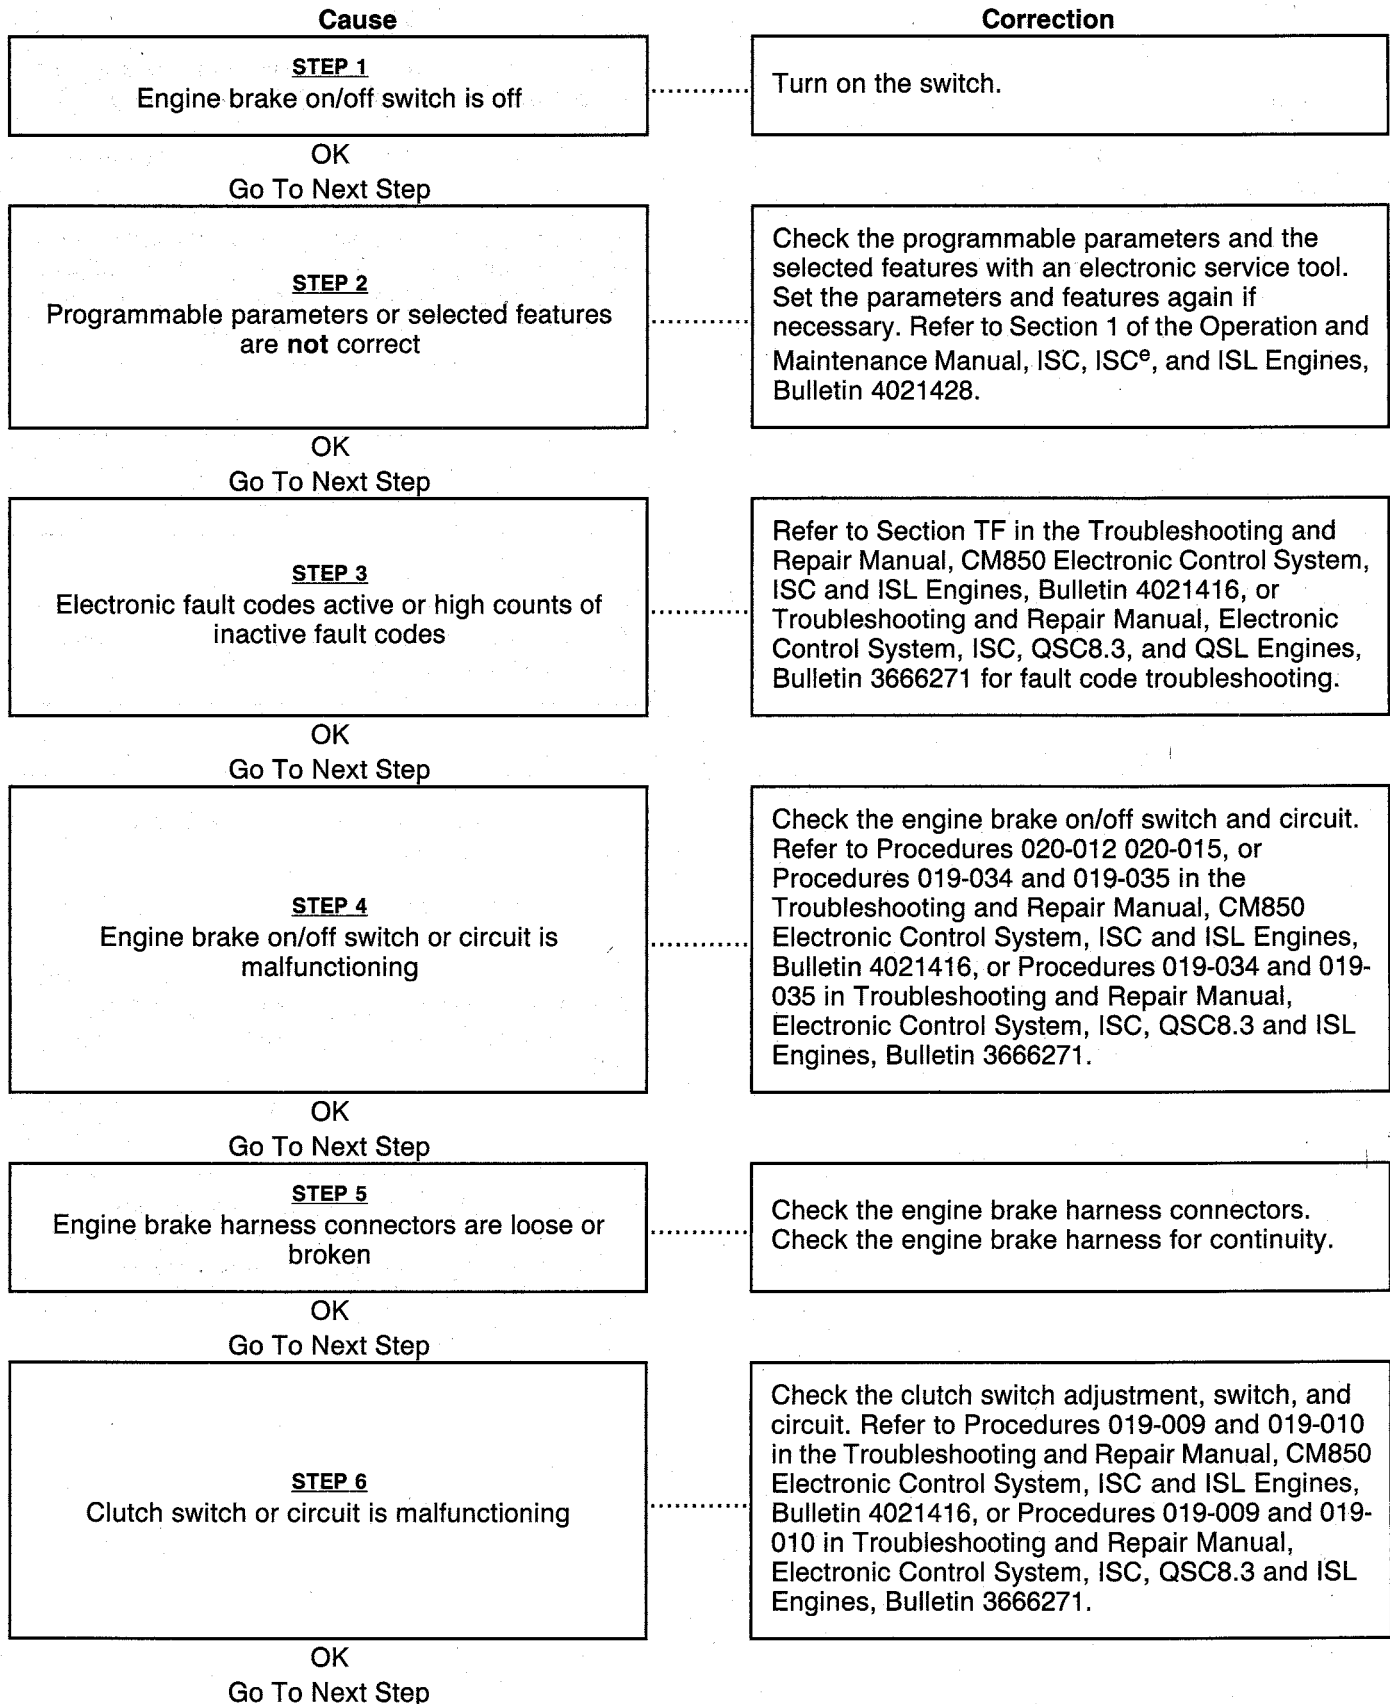 Cause
Correction
STEP 1
Engine brake on/off switch is off
Turn on the switch.
OK
Go To Next Step
STEP 2
Programmable parameters or selected features
are not correct
Check the programmable parameters and the
selected features with an electronic service tool.
Set the parameters and features again if
necessary. Refer to Section 1 of the Operation and
Maintenance Manual, ISC, ISCe, and ISL Engines,
Bulletin 4021428.
OK
Go To Next Step
STEP 3
Electronic fault codes active or high counts of
inactive fault codes
Refer to Section TF in the Troubleshooting and
Repair Manual, CM850 Electronic Control System,
ISC and ISL Engines, Bulletin 4021416, or
Troubleshooting and Repair Manual, Electronic
Control System, ISC, QSC8.3, and QSL Engines,
Bulletin 3666271 for fault code troubleshooting.
OK
Go To Next Step
STEP 4
Engine brake on/off switch or circuit is
malfunctioning
Check the engine brake on/off switch and circuit.
Refer to Procedures 020-012 020-015, or
Procedures 019-034 and 019-035 in the
Troubleshooting and Repair Manual, CM850
Electronic Control System, ISC and ISL Engines,
Bulletin 4021416, or Procedures 019-034 and 019-
035 in Troubleshooting and Repair Manual,
Electronic Control System, ISC, QSC8.3 and ISL
Engines, Bulletin 3666271.
OK
Go To Next Step
STEP 5
Engine brake harness connectors are loose or
broken
Check the engine brake harness connectors.
Check the engine brake harness for continuity.
OK
Go To Next Step
STEP 6
Clutch switch or circuit is malfunctioning
Check the clutch switch adjustment, switch, and
circuit. Refer to Procedures 019-009 and 019-010
in the Troubleshooting and Repair Manual, CM850
Electronic Control System, ISC and ISL Engines,
Bulletin 4021416, or Procedures 019-009 and 019-
010 in Troubleshooting and Repair Manual,
Electronic Control System, ISC, QSC8.3 and ISL
Engines, Bulletin 3666271.
OK
Go To Next Step